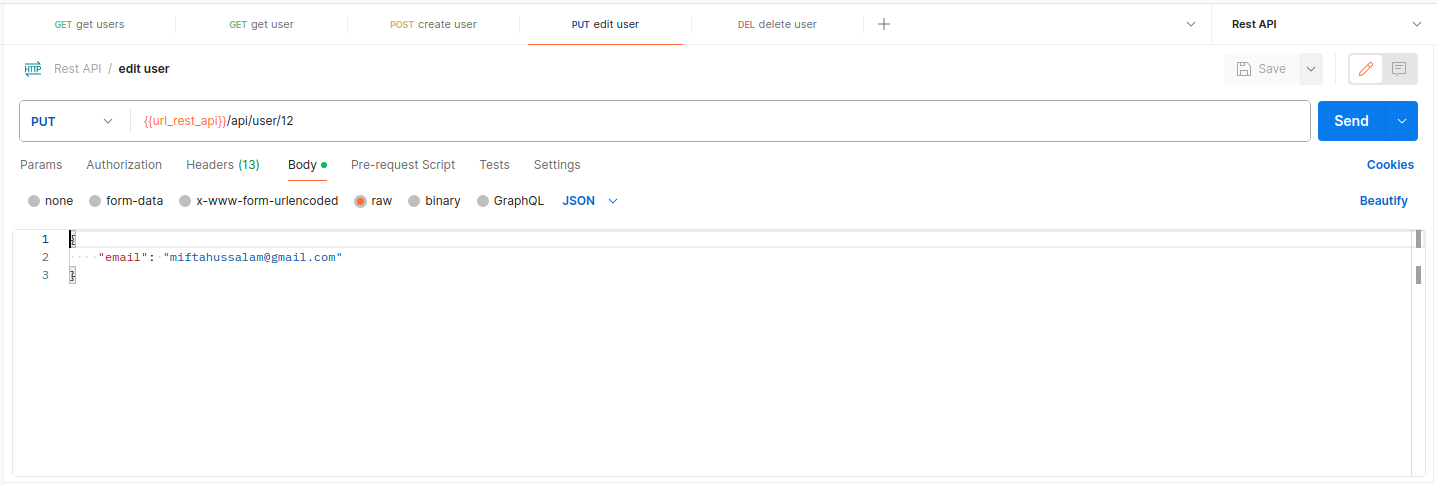 GET get users GET get user POST create user PUT edit user DEL delete user Rest API
HTTP Rest API / edit user Save
PUT {{url_rest_api}}/api/user/12 Send
Params Authorization Headers (13) Body Pre-request Script Tests Settings Cookies
none form-data x-www-form-urlencoded raw binary GraphQL JSON Beautify
1 {
2 "email": "miftahussalam@gmail.com"
3 }